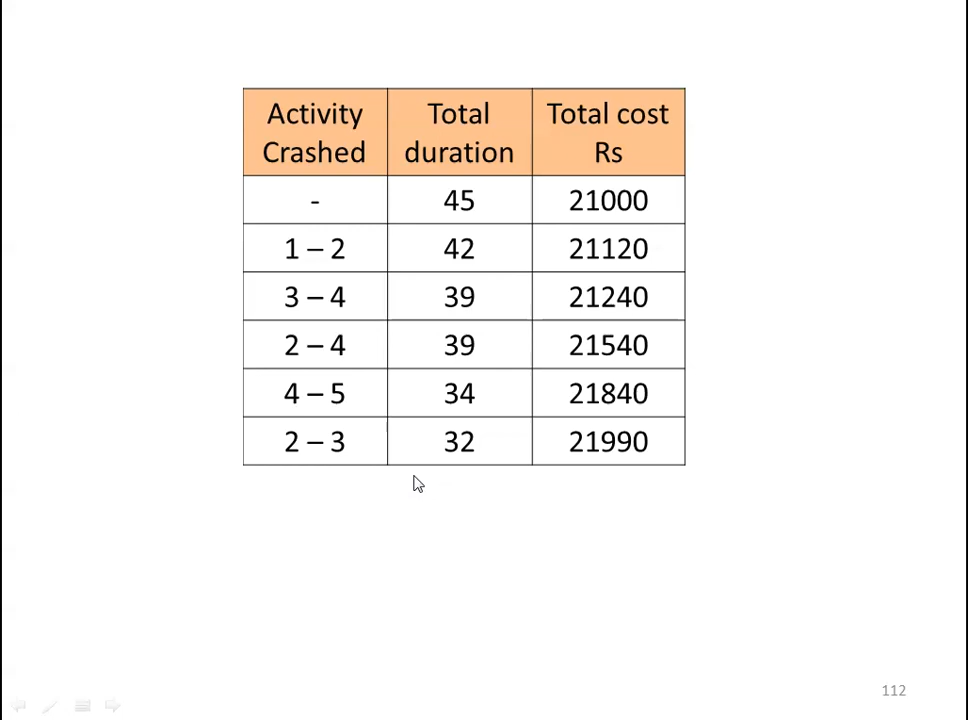 Activity Crashed Total duration Total cost Rs
- 45 21000
1 – 2 42 21120
3 – 4 39 21240
2 – 4 39 21540
4 – 5 34 21840
2 – 3 32 21990
112